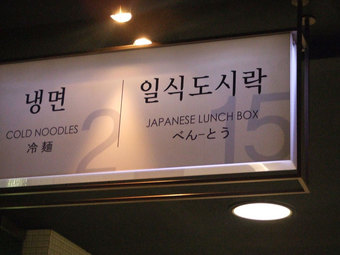 냉면
COLD NOODLES
冷麺
2
일식도시락
JAPANESE LUNCH BOX
べんーとう
15